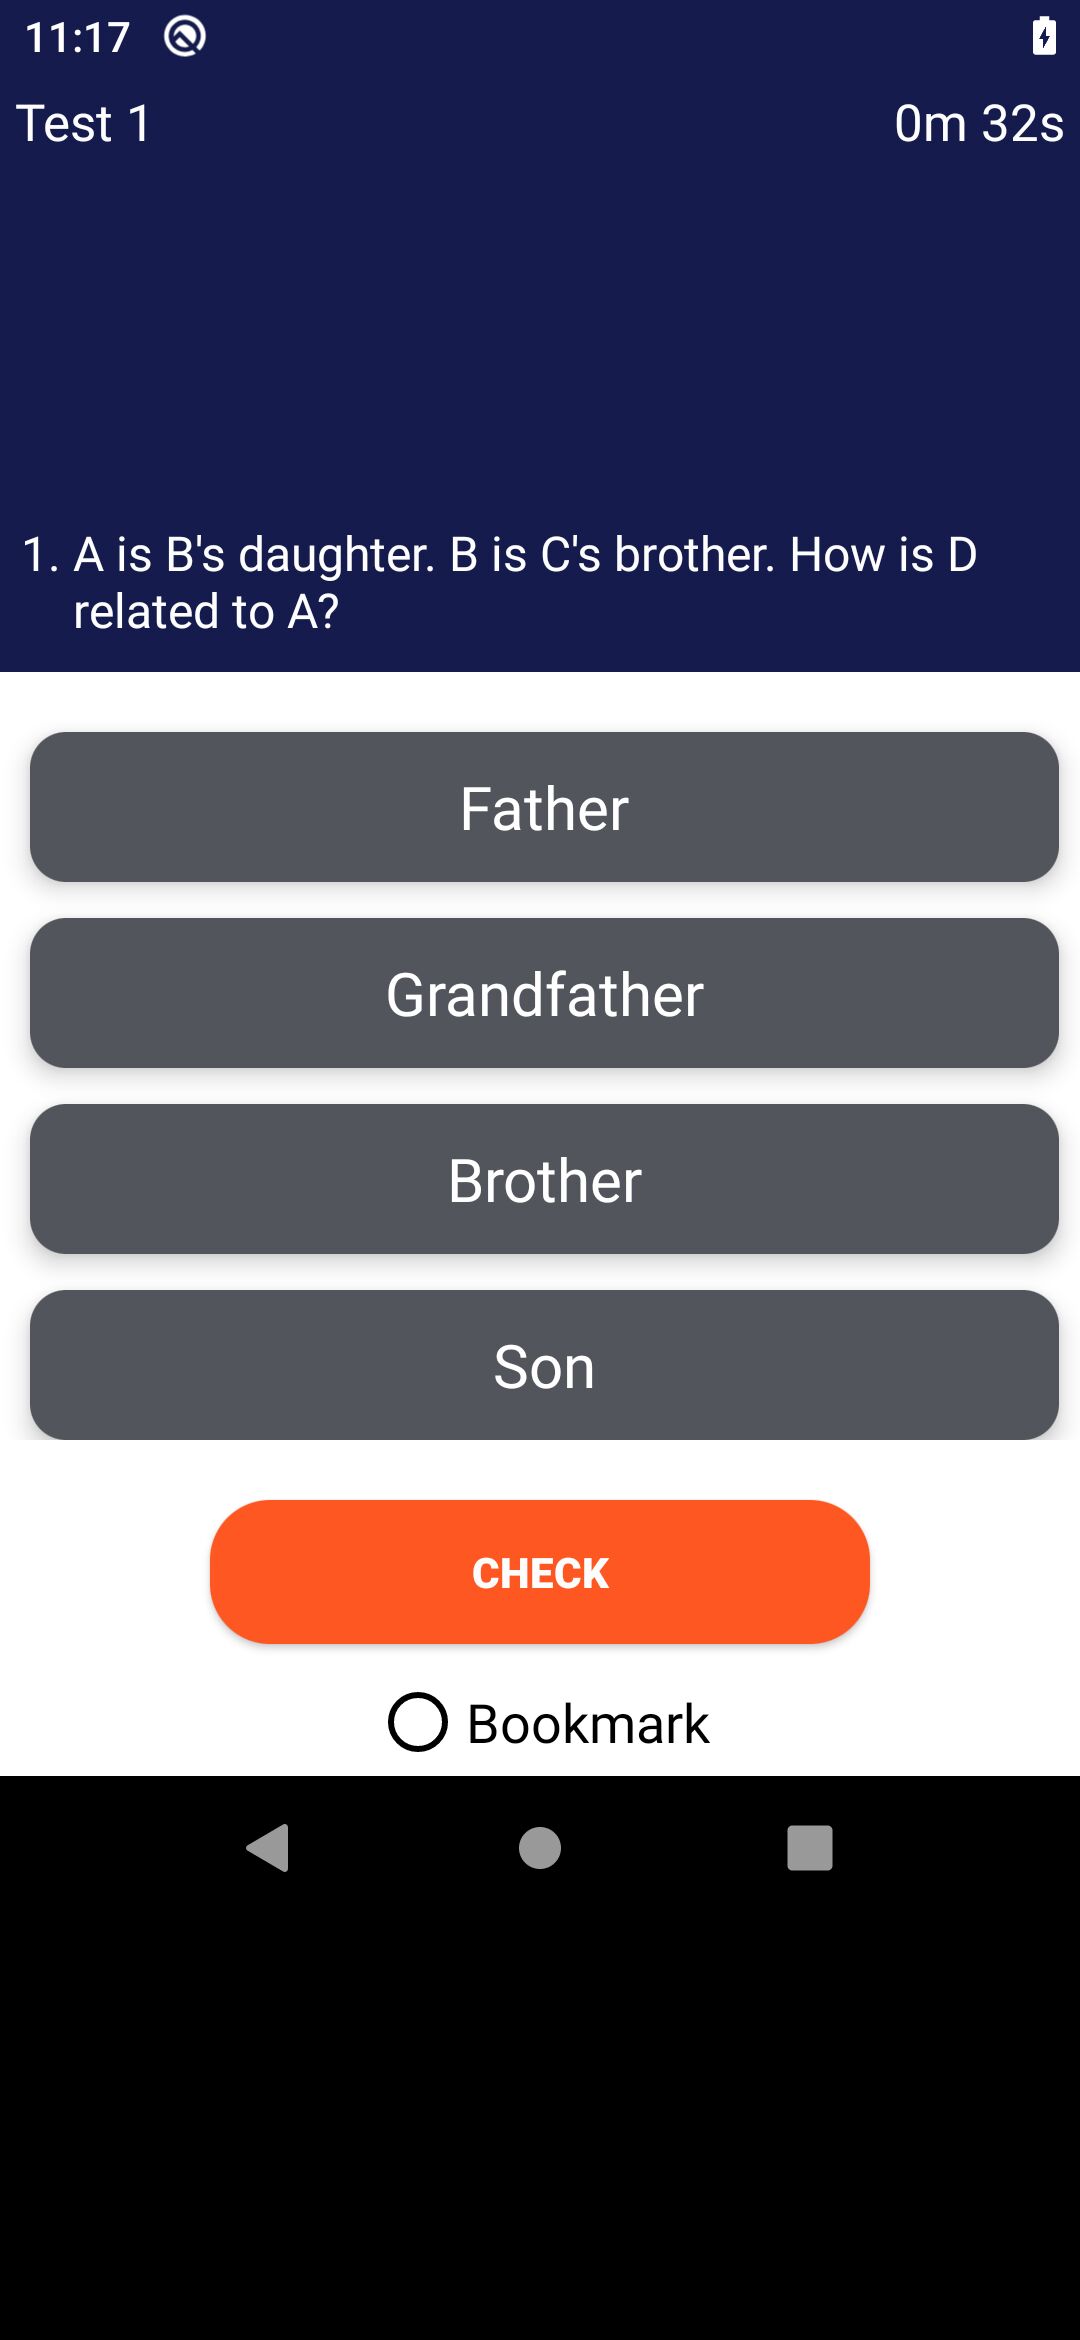 11:17
Test 1 0m 32s
1. A is B's daughter. B is C's brother. How is D
related to A?
Father
Grandfather
Brother
Son
CHECK
Bookmark